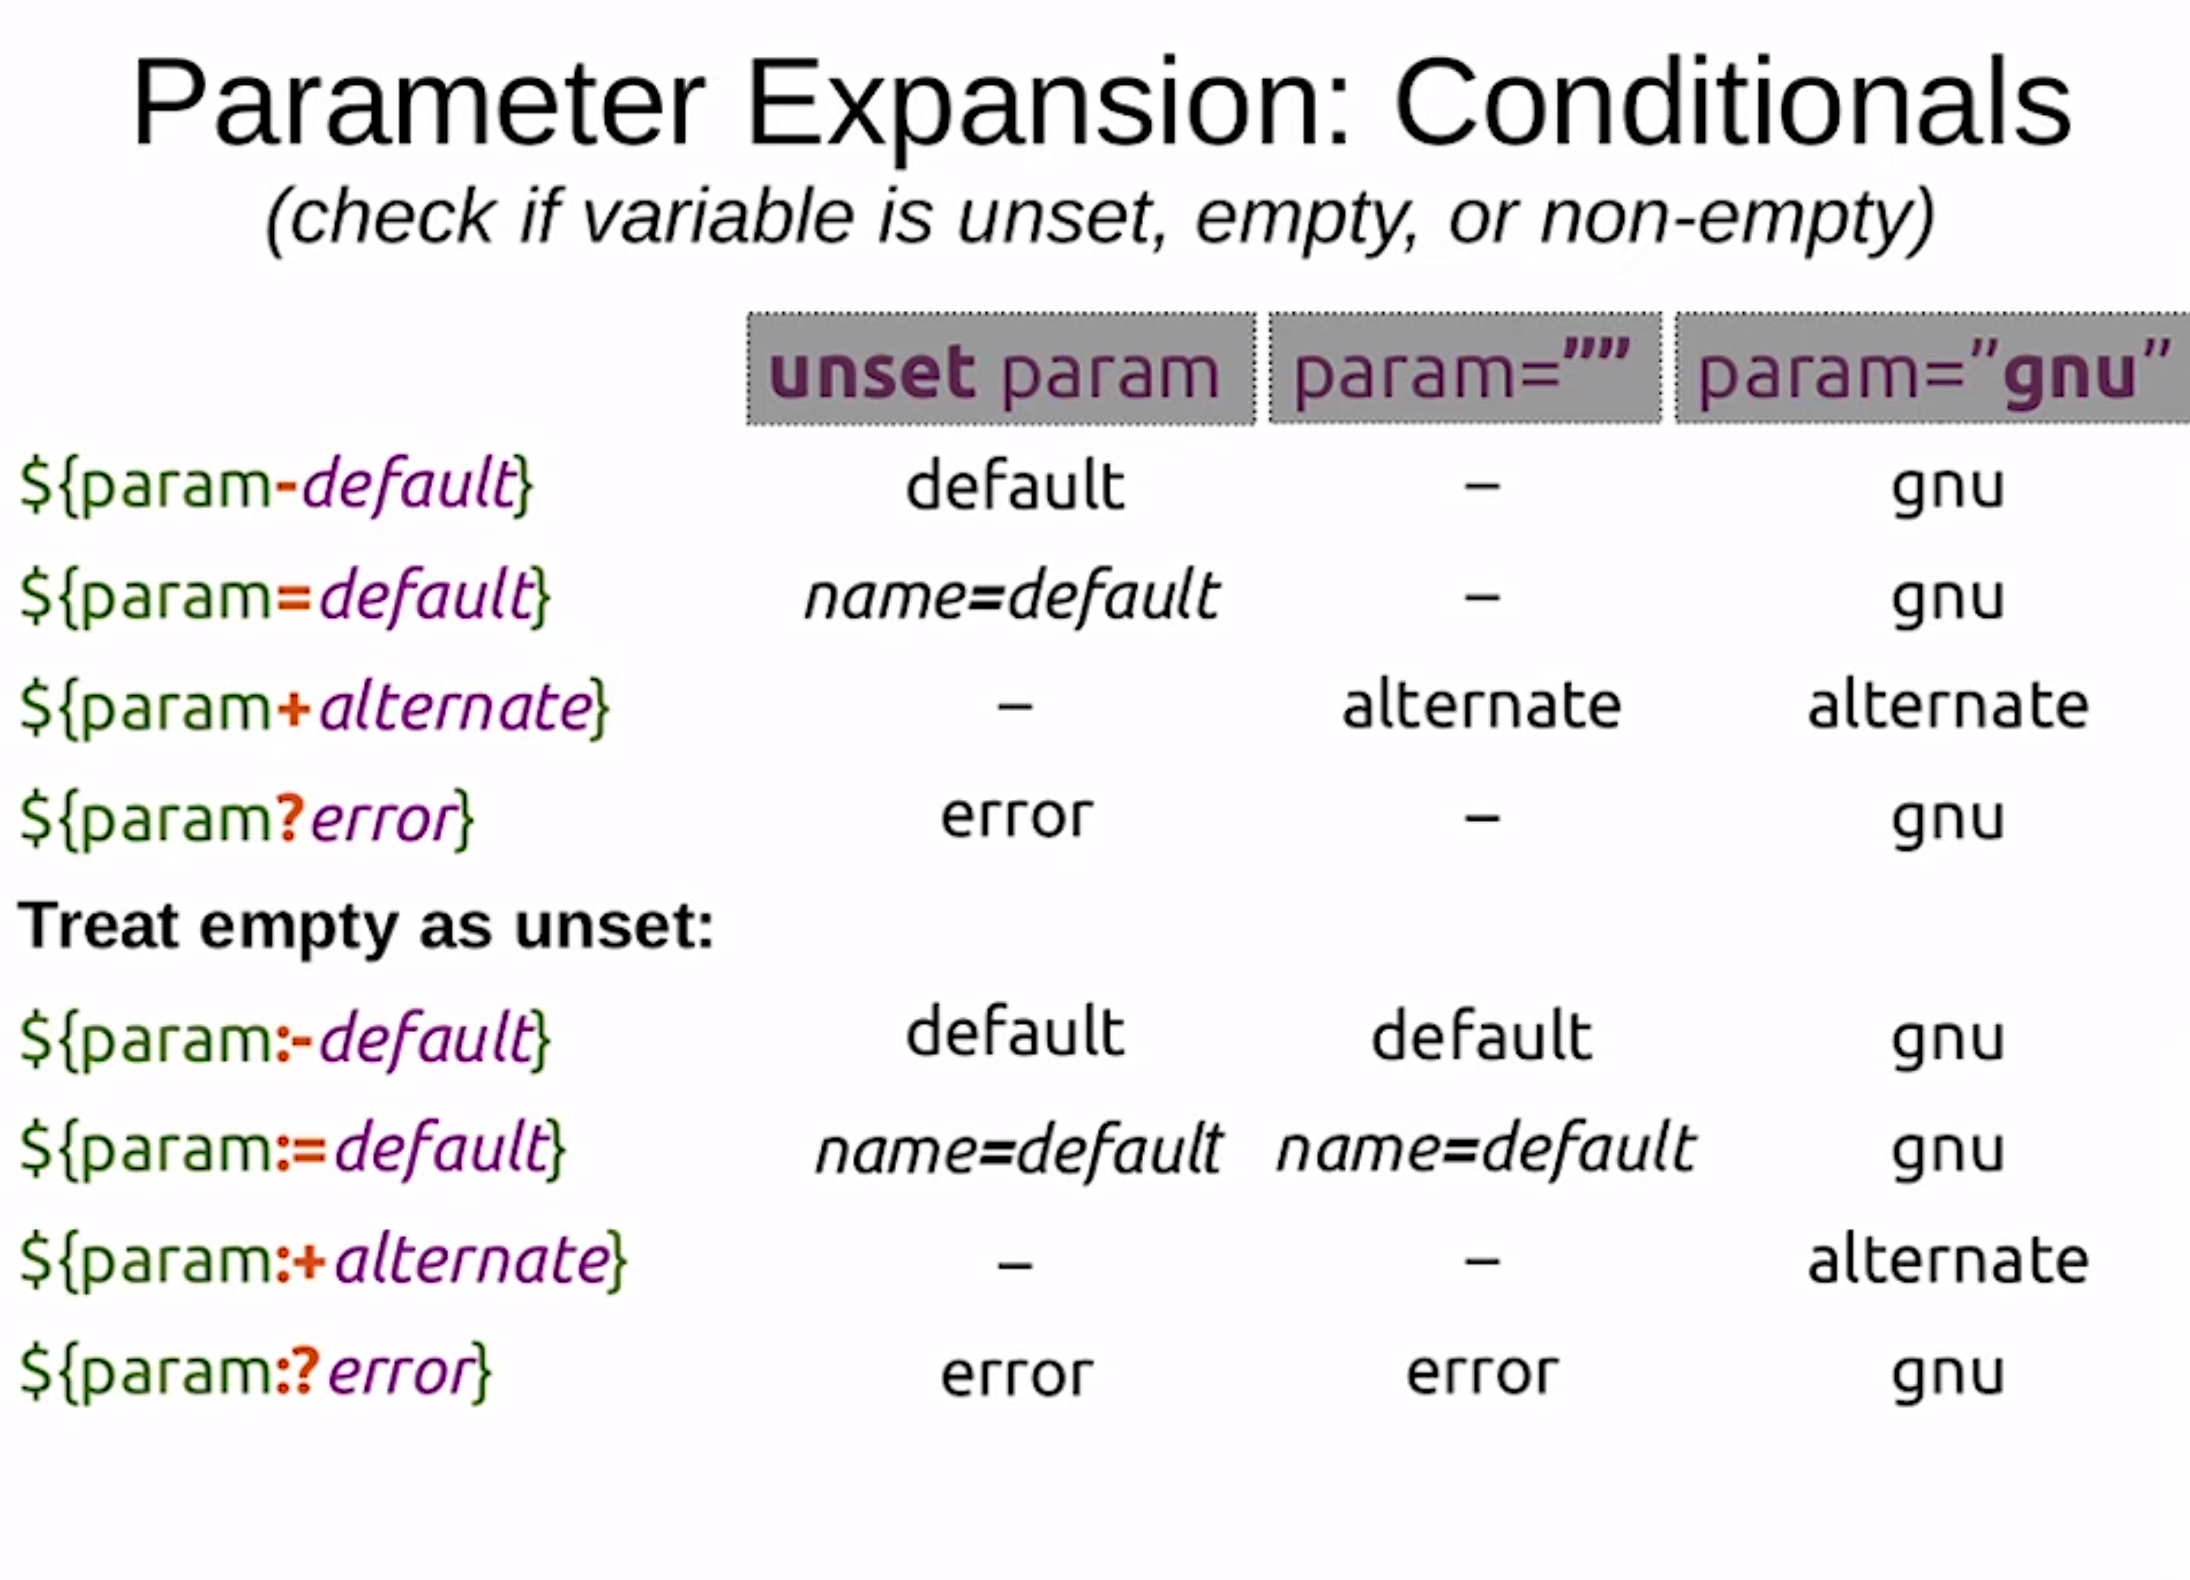 Parameter Expansion: Conditionals
(check if variable is unset, empty, or non-empty)
unset param param=”” param=”gnu”
${param-default} default – gnu
${param=default} name=default – gnu
${param+alternate} – alternate alternate
${param?error} error – gnu
Treat empty as unset:
${param:-default} default default gnu
${param:=default} name=default name=default gnu
${param:+alternate} – – alternate
${param:?error} error error gnu